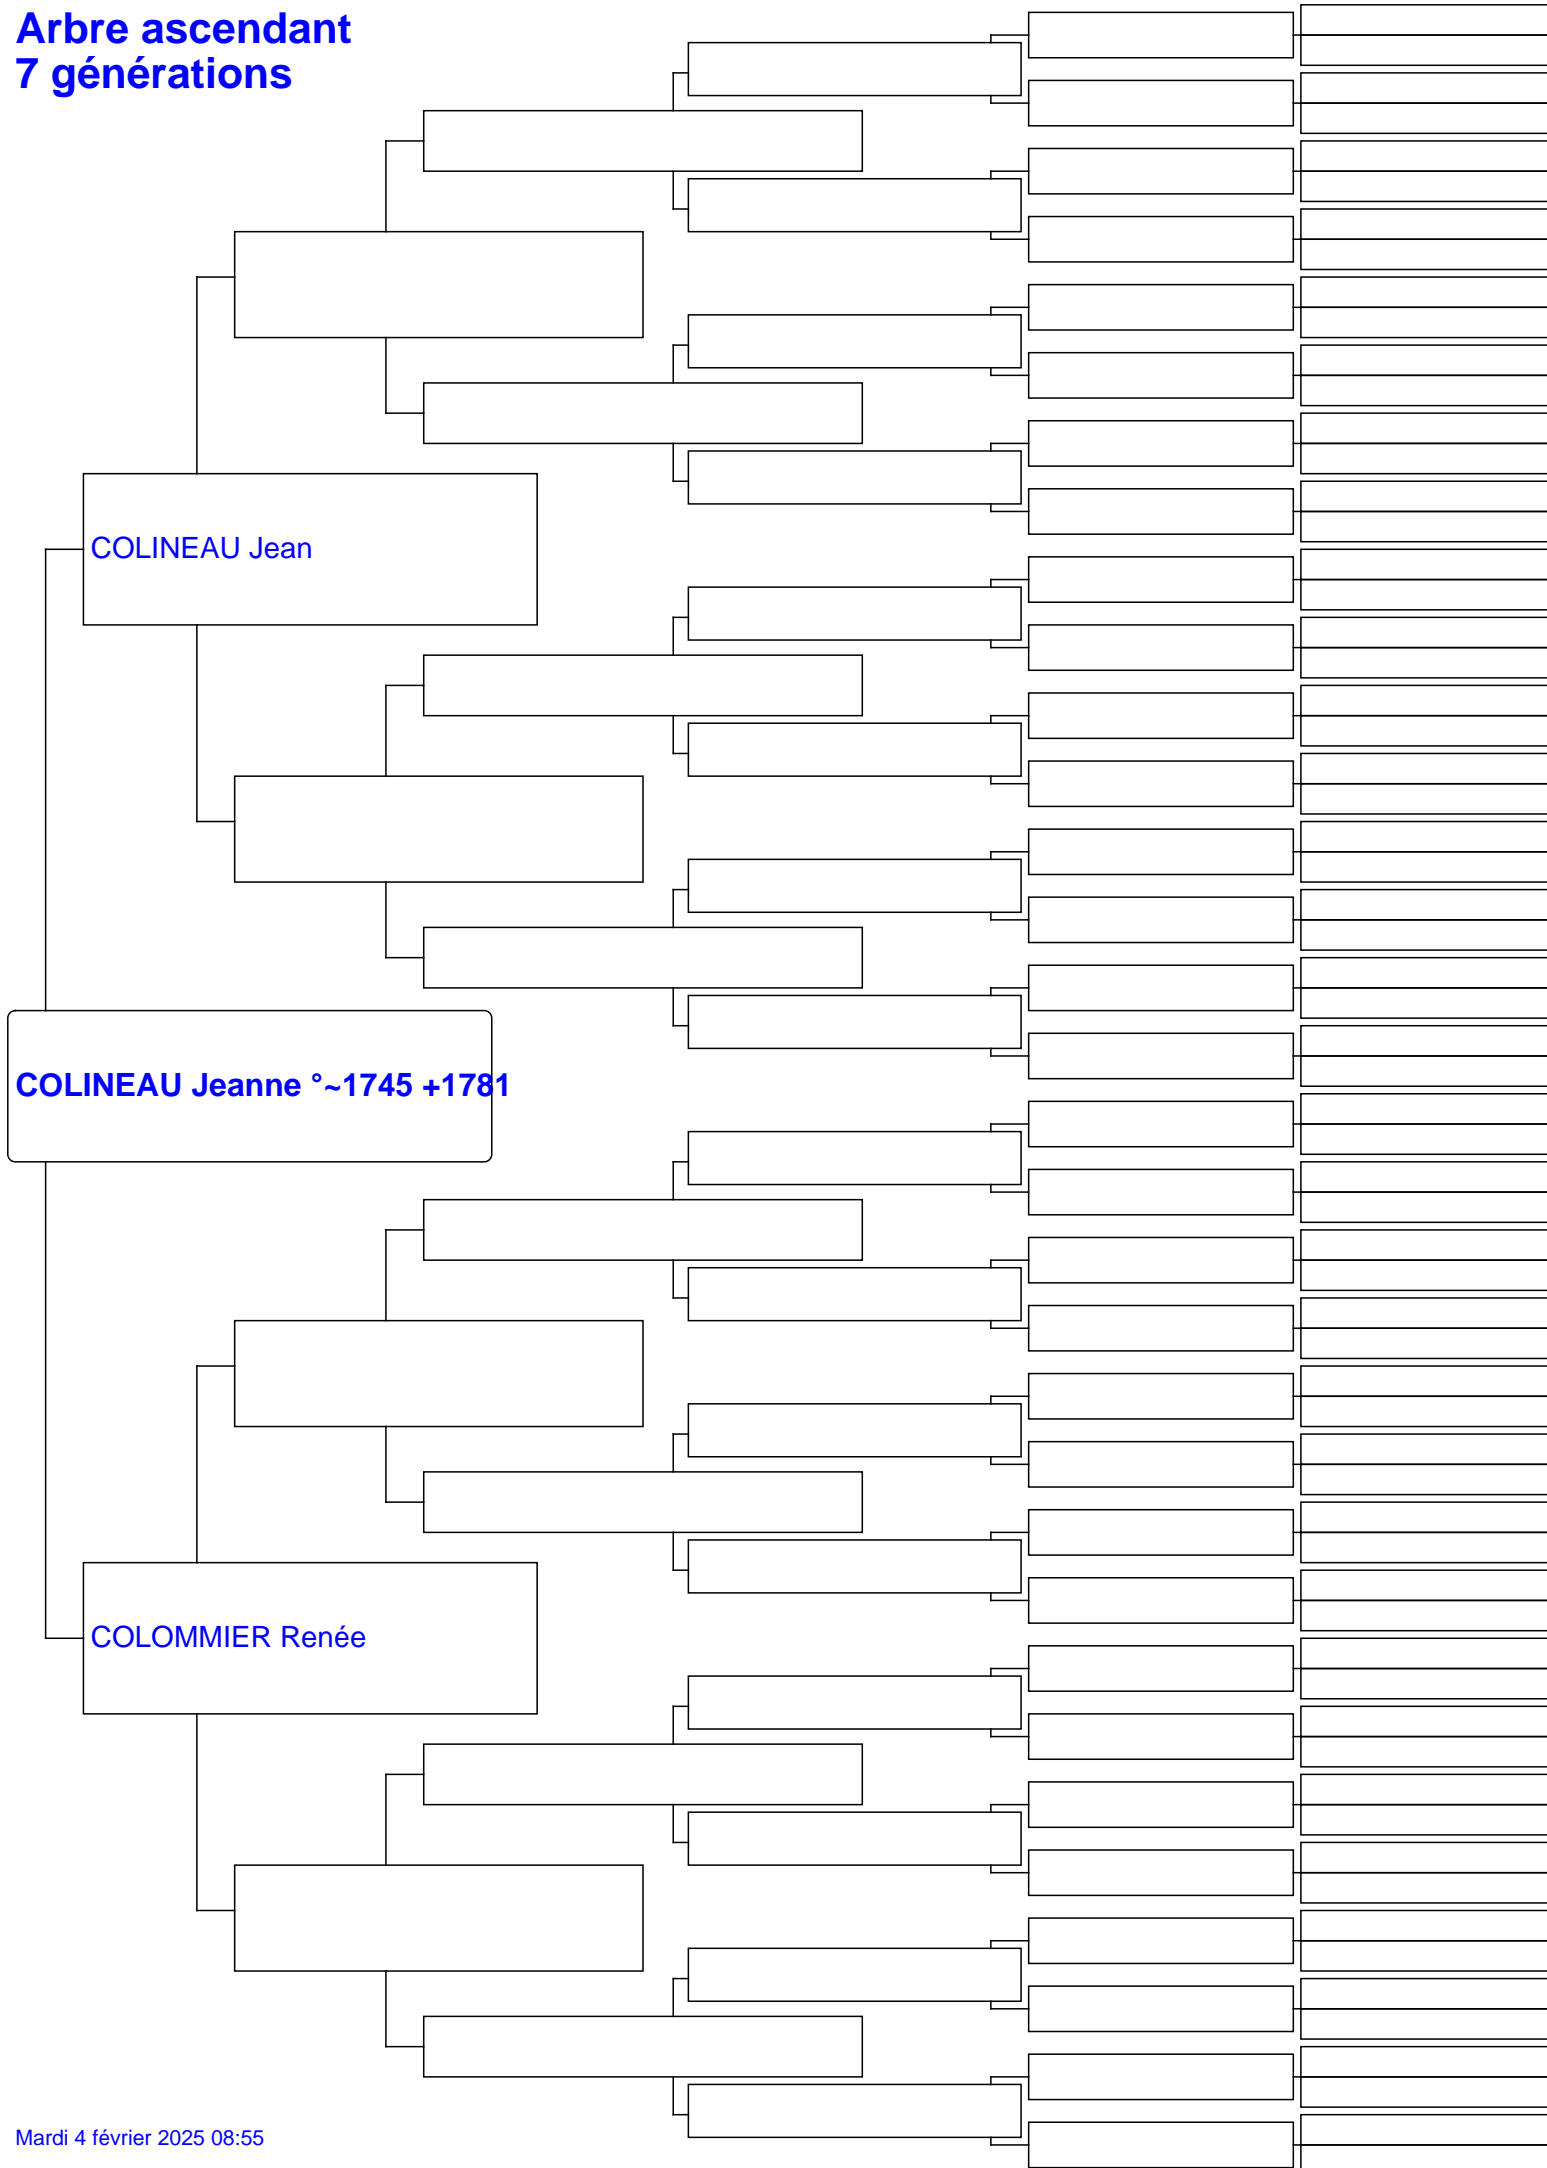 Arbre ascendant
7 générations
COLINEAU Jean
COLINEAU Jeanne °~1745 +1781
COLOMMIER Renée
Mardi 4 février 2025 08:55